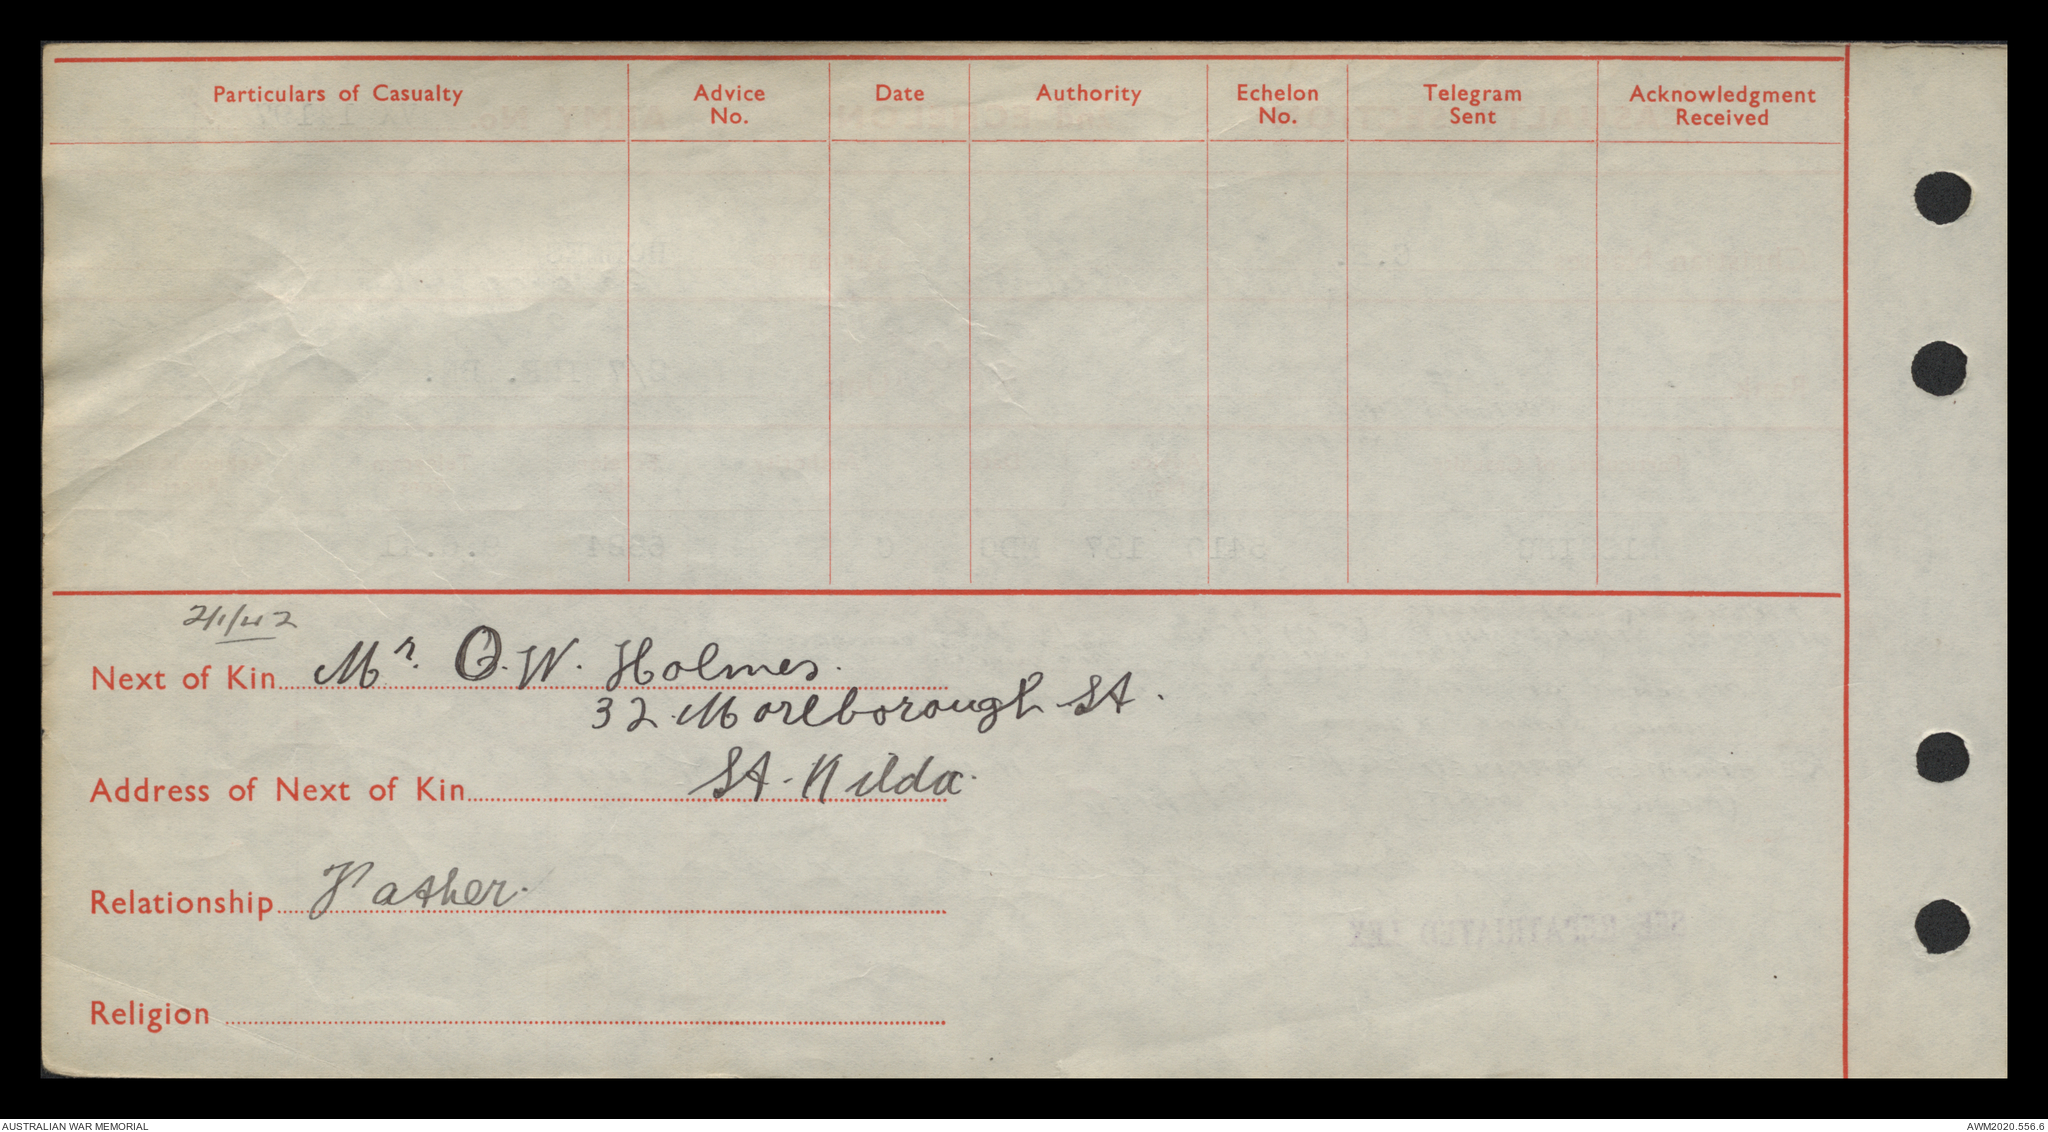 Particulars of Casualty Advice No. Date Authority Echelon No. Telegram Sent Acknowledgment Received
2/1/42
Next of Kin Mr. O.W. Holmes.
32 Marlborough St.
Address of Next of Kin St. Kilda.
Relationship Father.
Religion
AUSTRALIAN WAR MEMORIAL AWM2020.556.6